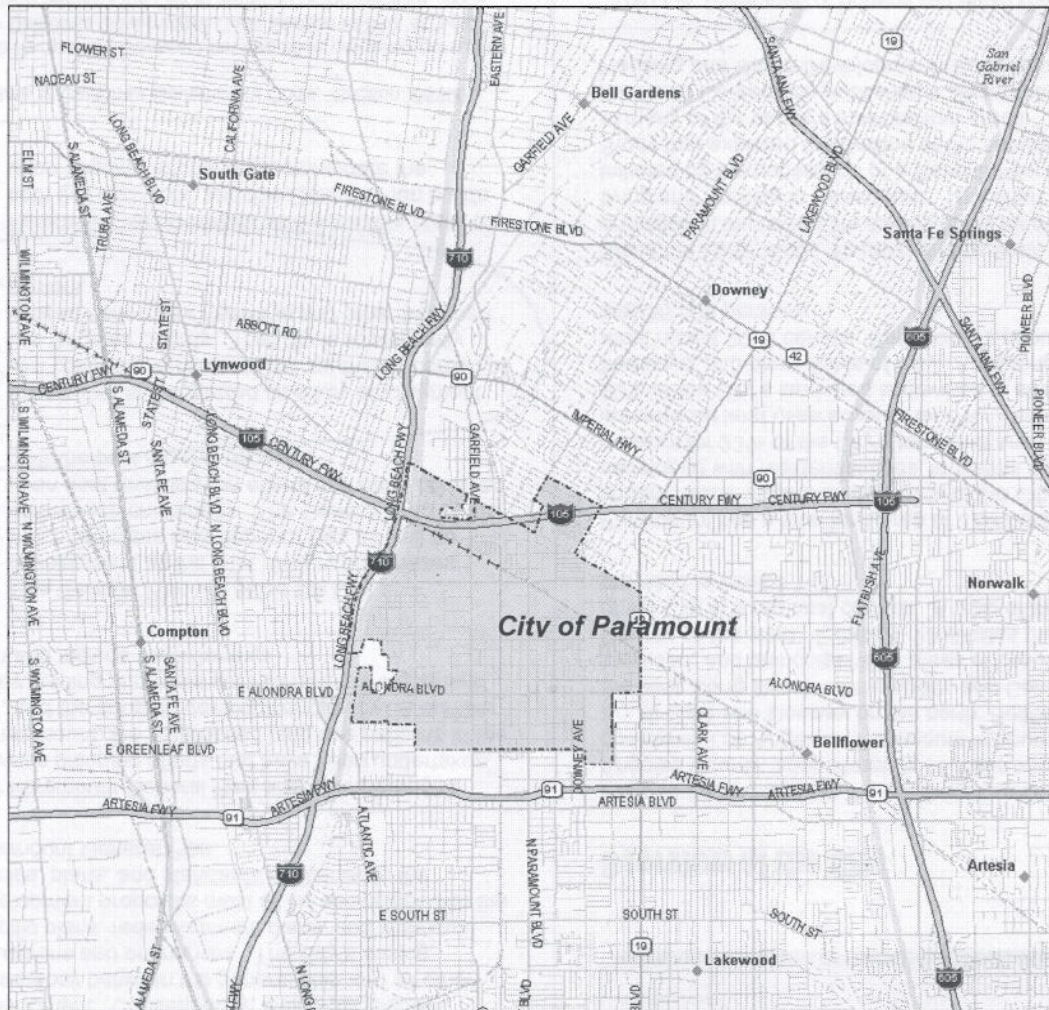 FLOWER ST
NADEAU ST
CALIFORNIA AVE
EASTERN AVE
SANTA ANA FWY
19
San
Gabriel
River
Bell Gardens
GARFIELD AVE
LONG BEACH BLVD
ELM ST
S ALAMEDA ST
TRUBA AVE
South Gate
FIRESTONE BLVD
FIRESTONE BLVD
PARAMOUNT BLVD
LAKEWOOD BLVD
Santa Fe Springs
710
WILMINGTON AVE
Downey
STATE ST
ABBOTT RD
LONG BEACH FWY
19
42
605
SANTA ANA FWY
PIONEER BLVD
90
Lynwood
CENTURY FWY
90
IMPERIAL HWY
FIRESTONE BLVD
PIONEER BLVD
S WILMINGTON AVE
S ALAMEDA ST
STATE ST
SANTA FE AVE
LONG BEACH BLVD
105
CENTURY FWY
LONG BEACH FWY
GARFIELD AVE
90
CENTURY FWY
CENTURY FWY
105
105
N WILMINGTON AVE
N LONG BEACH BLVD
710
FLATBUSH AVE
Norwalk
City of Paramount
19
Compton
LONG BEACH FWY
605
S WILMINGTON AVE
S ALAMEDA ST
SANTA FE AVE
E ALONDRA BLVD
ALONDRA BLVD
ALONDRA BLVD
E GREENLEAF BLVD
DOWNEY AVE
CLARK AVE
Bellflower
ARTESIA FWY
91
ARTESIA FWY
91
ARTESIA BLVD
ARTESIA FWY
ARTESIA FWY
91
ATLANTIC AVE
710
N PARAMOUNT BLVD
Artesia
E SOUTH ST
SOUTH ST
SOUTH ST
19
Lakewood
ALAMEDA ST
605
BLVD
BLVD